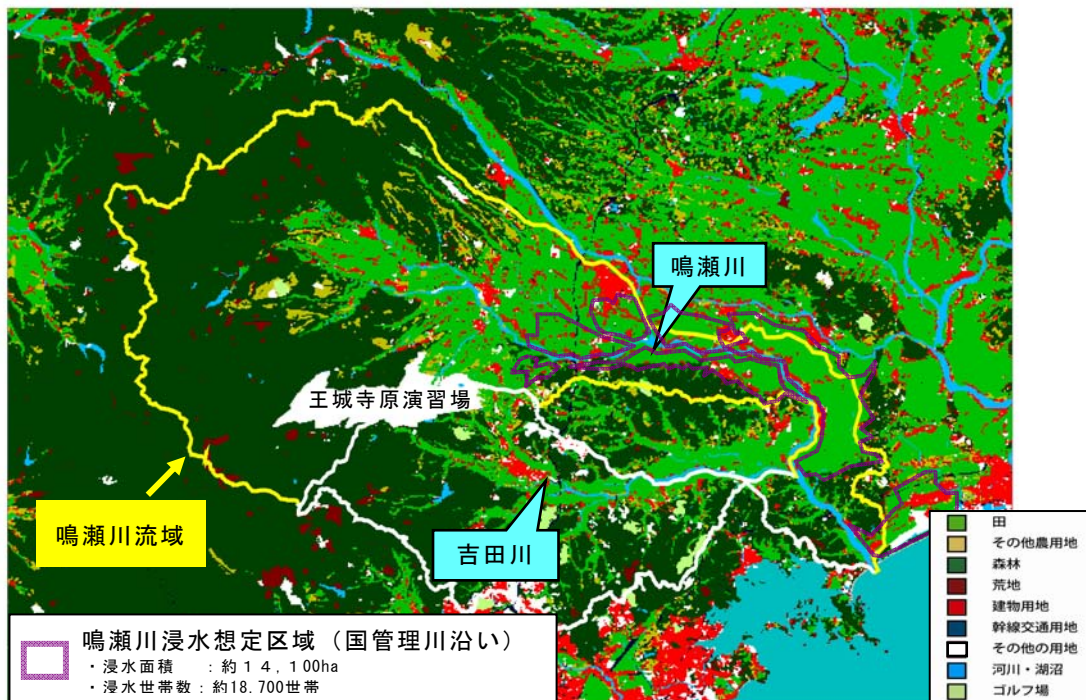 鳴瀬川
王城寺原演習場
鳴瀬川流域
吉田川
鳴瀬川浸水想定区域（国管理川沿い）
・浸水面積　：約１４，１００ha
・浸水世帯数：約18.700世帯
田
その他農用地
森林
荒地
建物用地
幹線交通用地
その他の用地
河川・湖沼
ゴルフ場